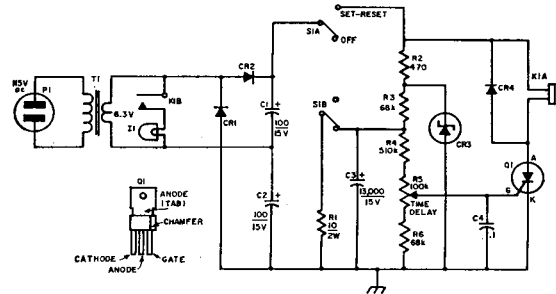 SET-RESET
S1A
OFF
115V
ac
P1
T1
6.3V
K1B
I1
CR2
CR1
C1
+
100
15V
C2
+
100
15V
S1B
R1
10
2W
C3
+
13,000
15V
R2
470
R3
68k
R4
510k
R5
100k
TIME
DELAY
R6
68k
CR3
CR4
K1A
Q1
A
G
K
C4
.1
Q1
ANODE
(TAB)
CHAMFER
CATHODE
ANODE
GATE